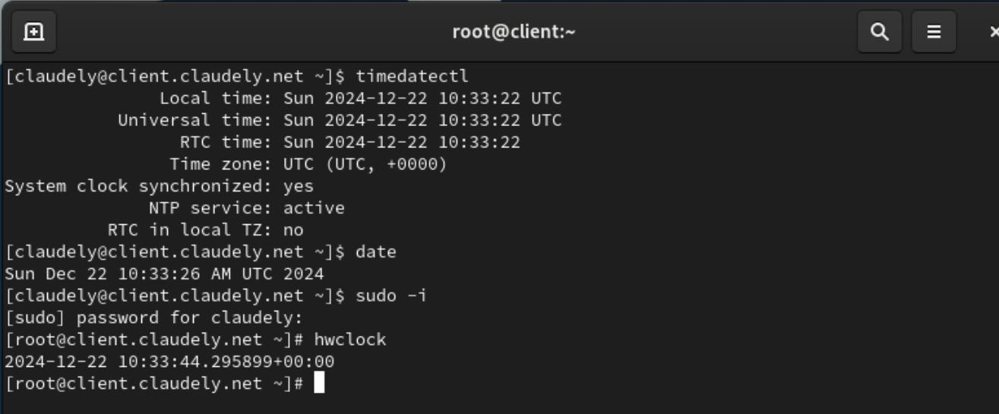 root@client:~
[claudely@client.claudely.net ~]$ timedatectl
Local time: Sun 2024-12-22 10:33:22 UTC
Universal time: Sun 2024-12-22 10:33:22 UTC
RTC time: Sun 2024-12-22 10:33:22
Time zone: UTC (UTC, +0000)
System clock synchronized: yes
NTP service: active
RTC in local TZ: no
[claudely@client.claudely.net ~]$ date
Sun Dec 22 10:33:26 AM UTC 2024
[claudely@client.claudely.net ~]$ sudo -i
[sudo] password for claudely:
[root@client.claudely.net ~]# hwclock
2024-12-22 10:33:44.295899+00:00
[root@client.claudely.net ~]#